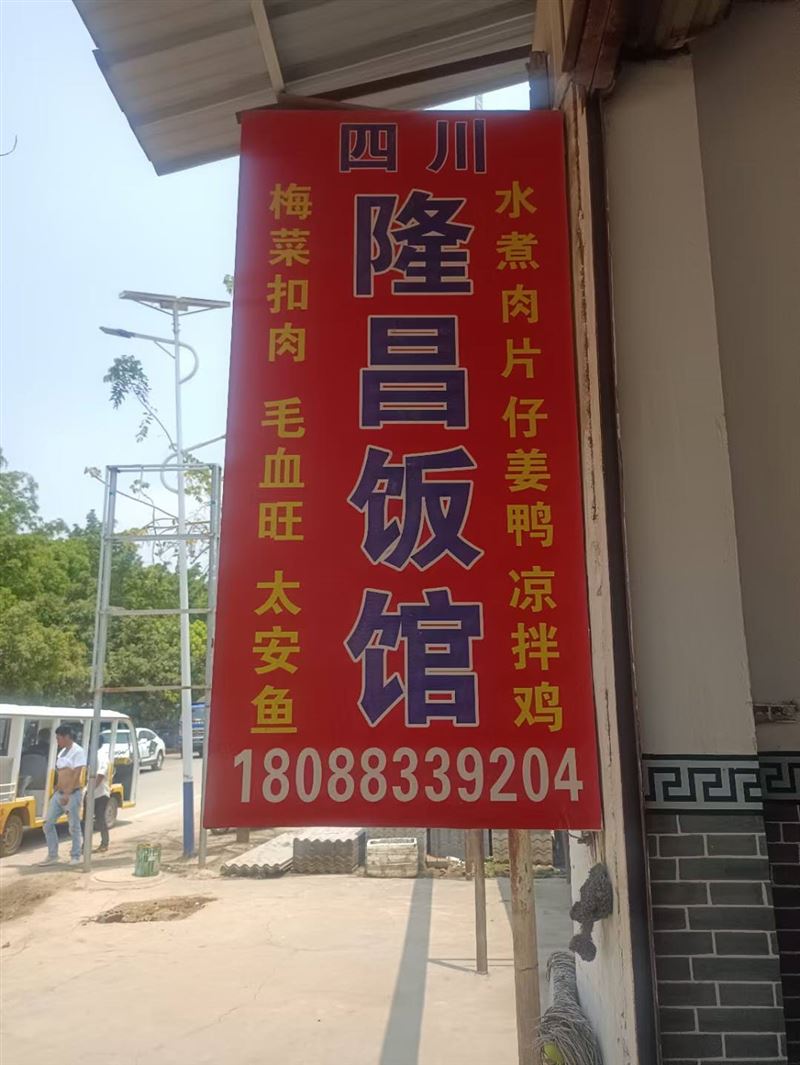 四川
隆昌饭馆
水煮肉片 仔姜鸭 凉拌鸡
梅菜扣肉 毛血旺 太安鱼
18088339204